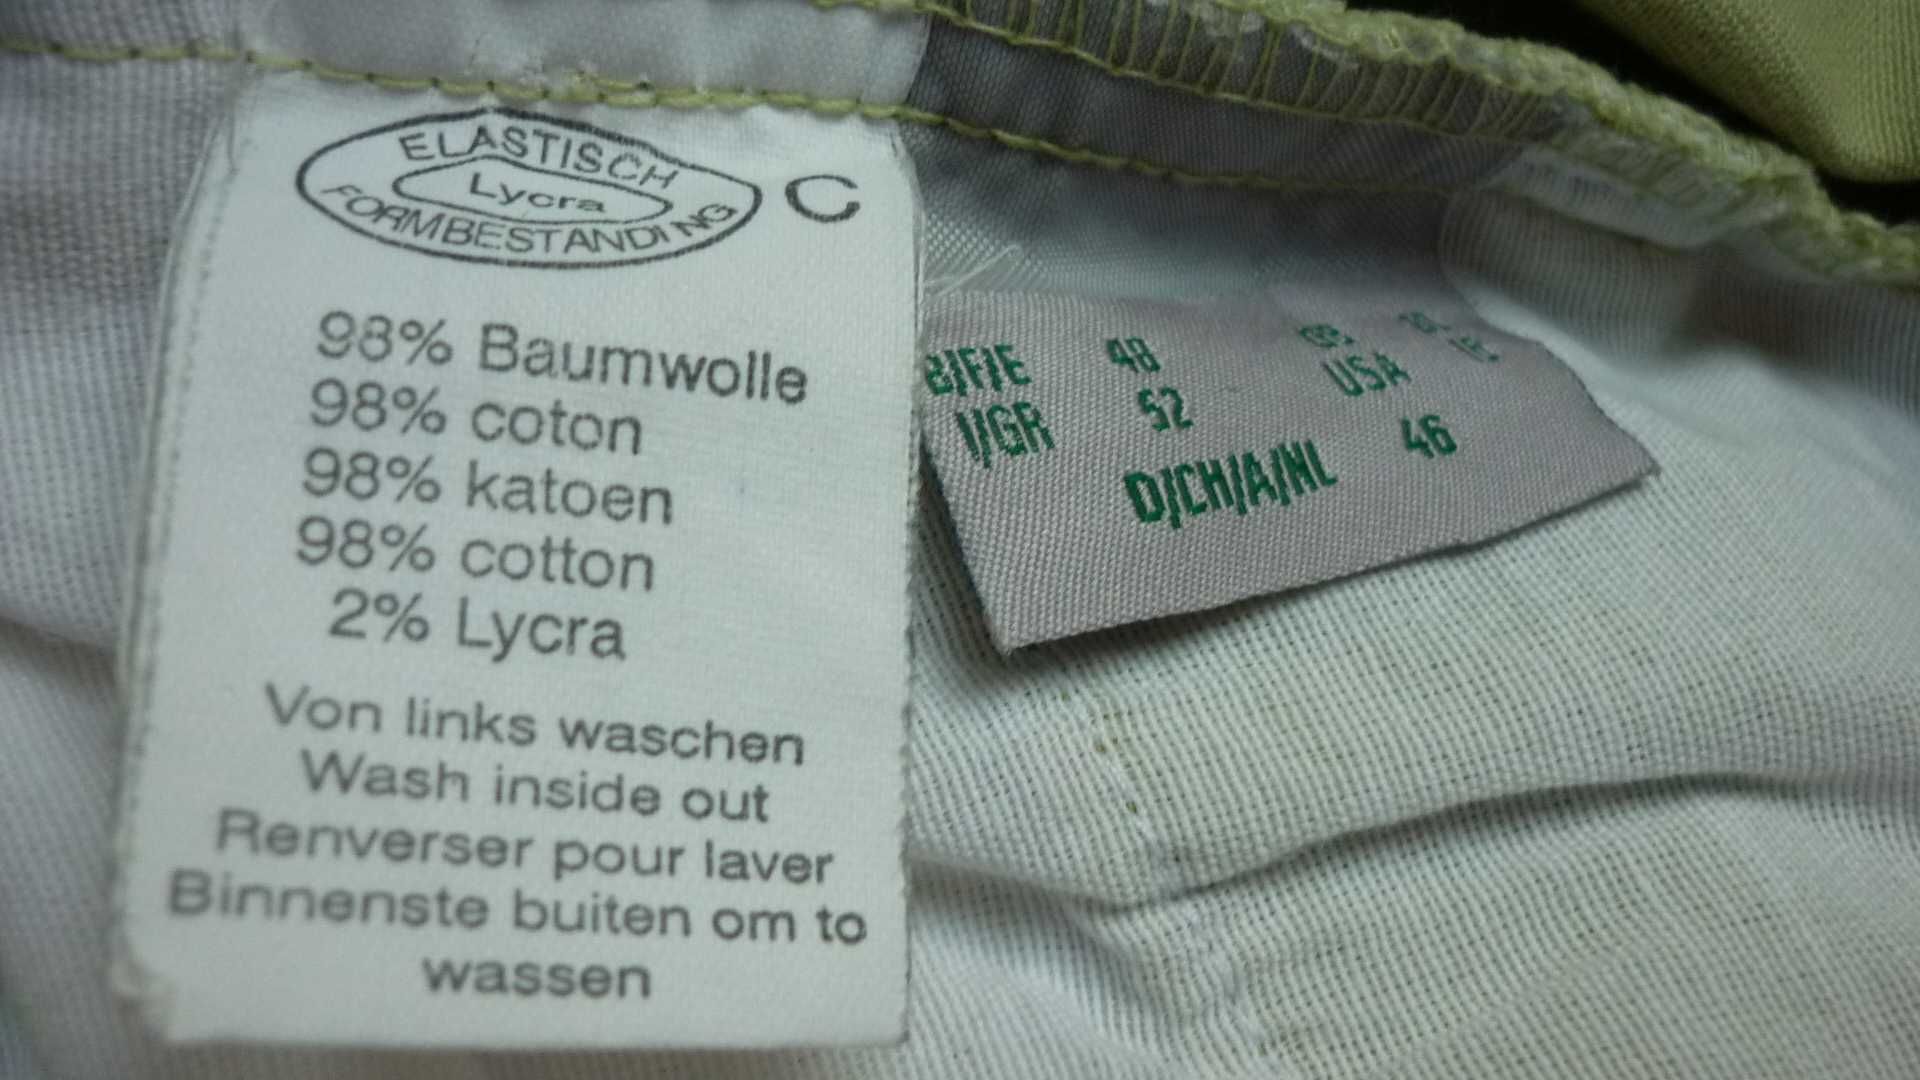 ELASTISCH
Lycra
FORMBESTANDING
C
98% Baumwolle
98% coton
98% katoen
98% cotton
2% Lycra
Von links waschen
Wash inside out
Renverser pour laver
Binnenste buiten om to
wassen
B/F/E 48
I/GR 52 USA
D/CH/A/NL 46